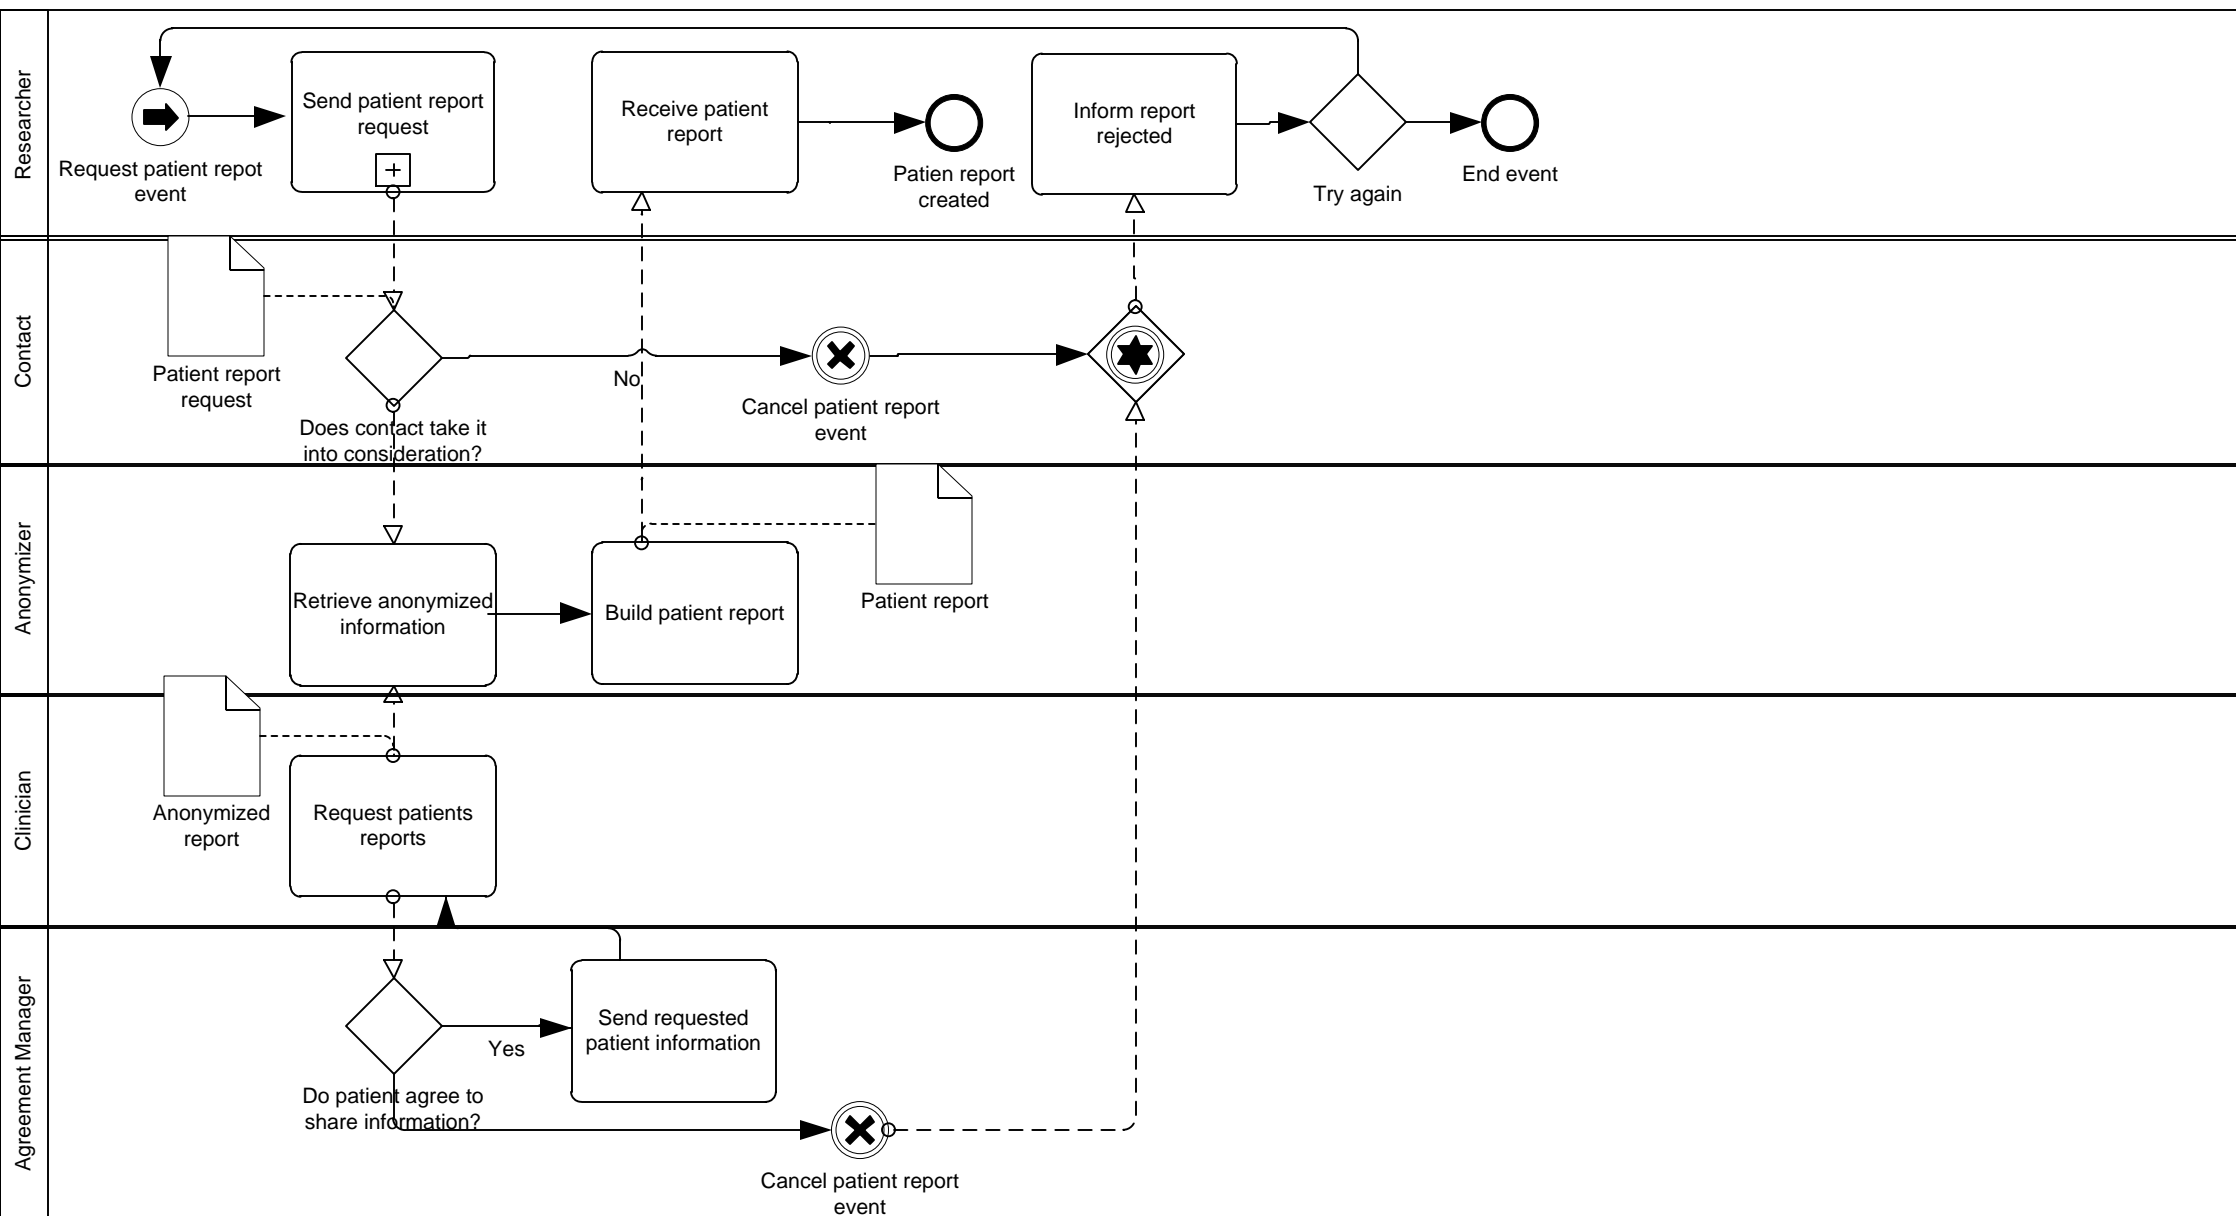 Researcher
Send patient report
request
Request patient repot
event
Receive patient
report
Patien report
created
Inform report
rejected
Try again
End event
Contact
Patient report
request
Does contact take it
into consideration?
No
Cancel patient report
event
Anonymizer
Retrieve anonymized
information
Build patient report
Patient report
Clinician
Anonymized
report
Request patients
reports
Agreement Manager
Do patient agree to
share information?
Yes
Send requested
patient information
Cancel patient report
event